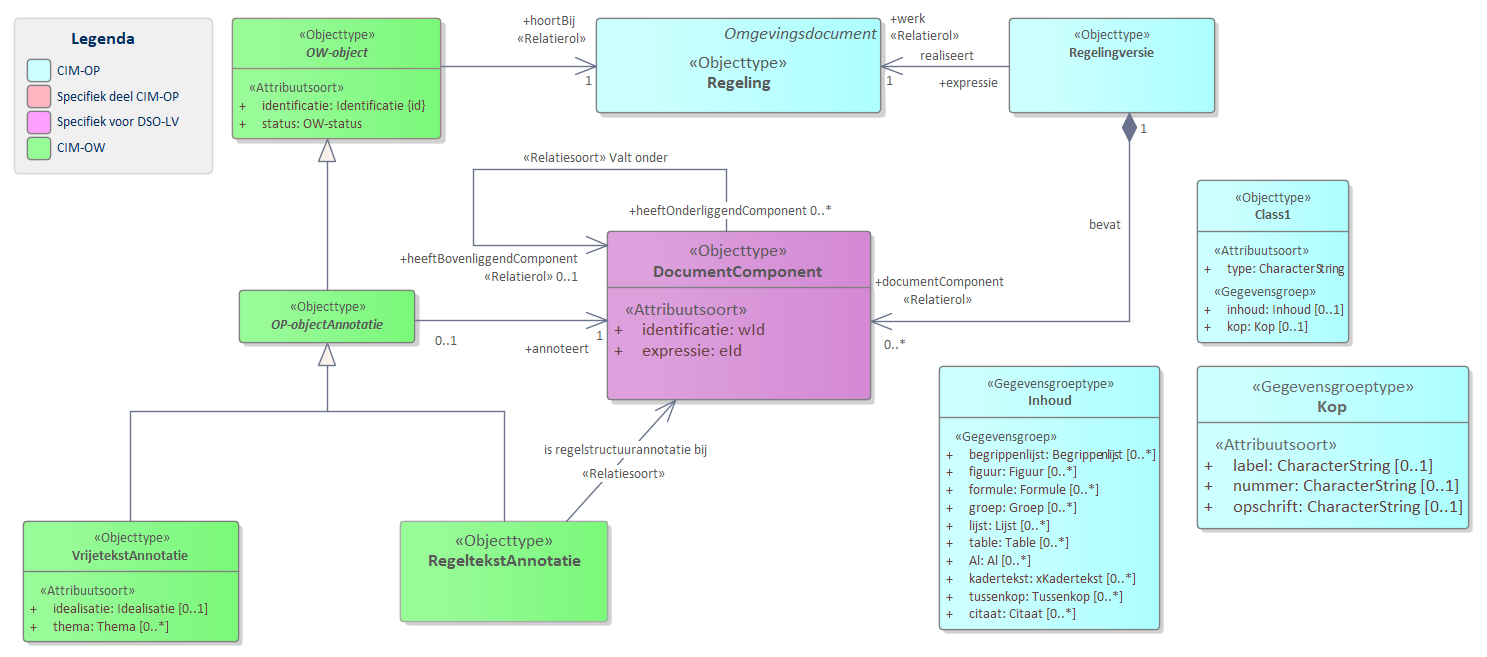 Legenda
CIM-OP
Specifiek deel CIM-OP
Specifiek voor DSO-LV
CIM-OW
«Objecttype»
OW-object
«Attribuutsoort»
+ identificatie: Identificatie {id}
+ status: OW-status
+hoortBij
«Relatierol»
1
Omgevingsdocument
«Objecttype»
Regeling
+werk
«Relatierol»
realiseert
1
+expressie
«Objecttype»
Regelingversie
1
bevat
«Relatiesoort» Valt onder
+heeftOnderliggendComponent 0..*
+heeftBovenliggendComponent
«Relatierol» 0..1
«Objecttype»
DocumentComponent
«Attribuutsoort»
+ identificatie: wId
+ expressie: eId
+documentComponent
«Relatierol»
0..*
«Objecttype»
Class1
«Attribuutsoort»
+ type: CharacterString
«Gegevensgroep»
+ inhoud: Inhoud [0..1]
+ kop: Kop [0..1]
«Objecttype»
OP-objectAnnotatie
0..1
1
+annoteert
is regelstructuurannotatie bij
«Relatiesoort»
«Gegevensgroeptype»
Inhoud
«Gegevensgroep»
+ begrippenlijst: Begrippenlijst [0..*]
+ figuur: Figuur [0..*]
+ formule: Formule [0..*]
+ groep: Groep [0..*]
+ lijst: Lijst [0..*]
+ table: Table [0..*]
+ Al: Al [0..*]
+ kadertekst: xKadertekst [0..*]
+ tussenkop: Tussenkop [0..*]
+ citaat: Citaat [0..*]
«Gegevensgroeptype»
Kop
«Attribuutsoort»
+ label: CharacterString [0..1]
+ nummer: CharacterString [0..1]
+ opschrift: CharacterString [0..1]
«Objecttype»
VrijetekstAnnotatie
«Attribuutsoort»
+ idealisatie: Idealisatie [0..1]
+ thema: Thema [0..*]
«Objecttype»
RegeltekstAnnotatie